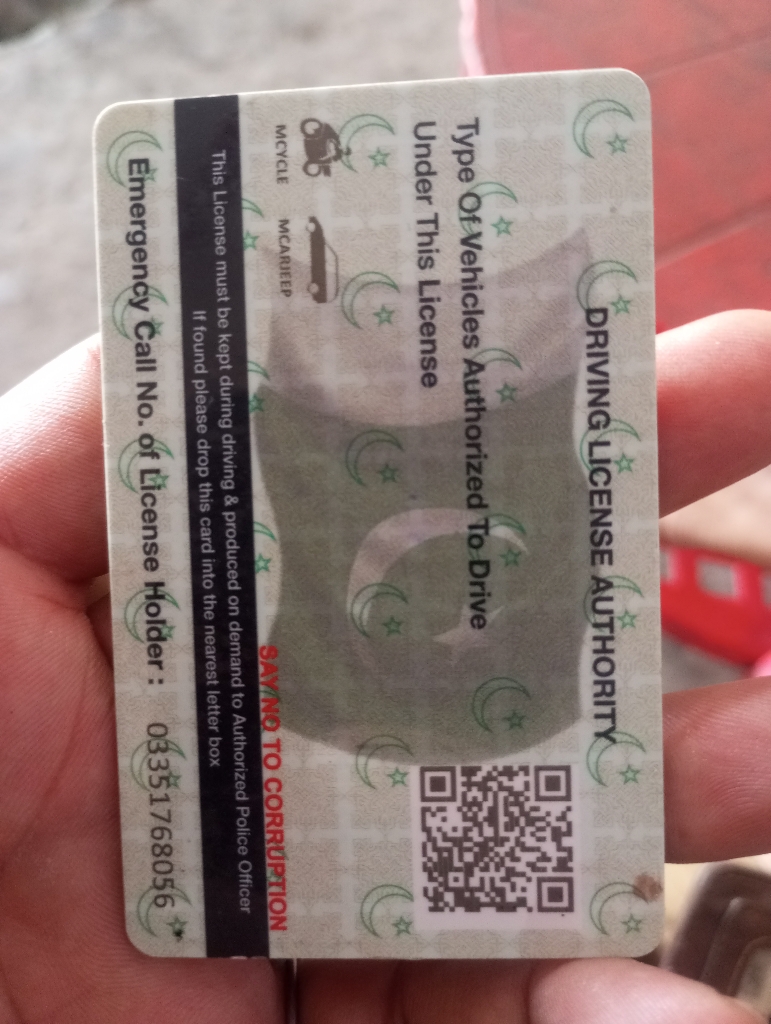 DRIVING LICENSE AUTHORITY
Type Of Vehicles Authorized To Drive
Under This License
MCYCLE
MCARJEEP
SAY NO TO CORRUPTION
This License must be kept during driving & produced on demand to Authorized Police Officer
If found please drop this card into the nearest letter box
Emergency Call No. of License Holder : 03351768056